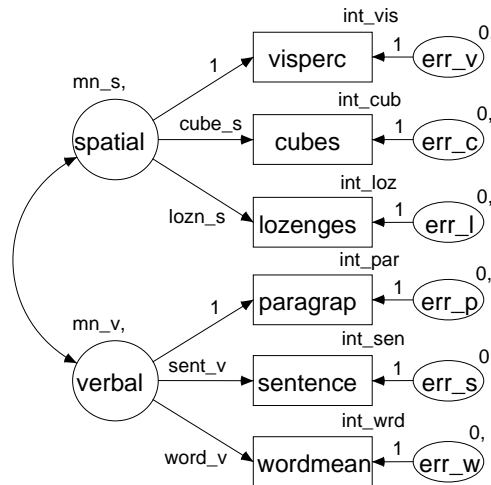 int_vis
1
visperc
1
err_v
0,
mn_s,
spatial
int_cub
cube_s
cubes
1
err_c
0,
int_loz
lozn_s
lozenges
1
err_l
0,
int_par
1
paragrap
1
err_p
0,
mn_v,
verbal
int_sen
sent_v
sentence
1
err_s
0
int_wrd
word_v
wordmean
1
err_w
0,